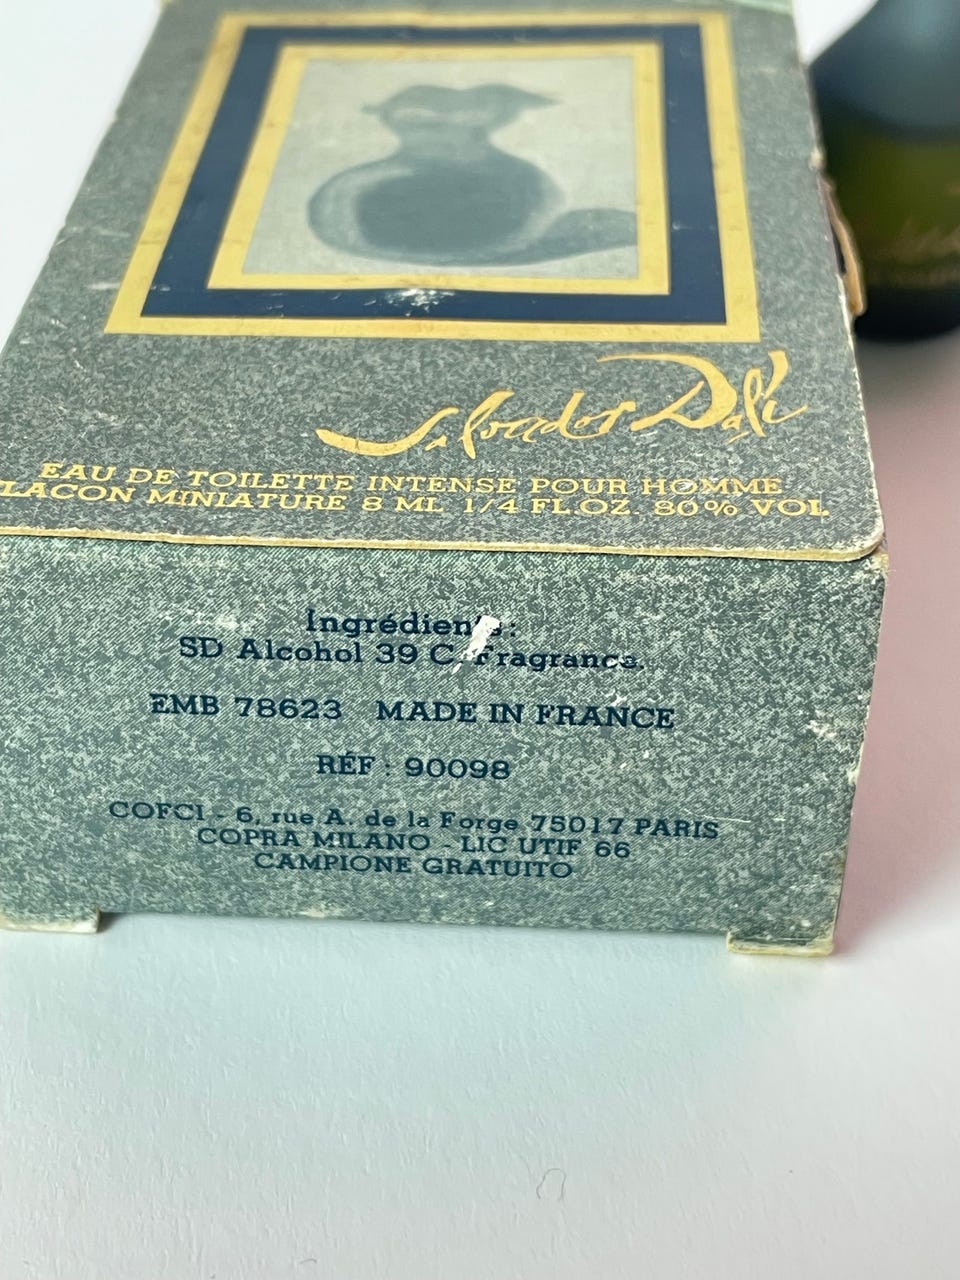 Salvador Dali
EAU DE TOILETTE INTENSE POUR HOMME
FLACON MINIATURE 8 ML 1/4 FL.OZ. 80% VOL
Ingrédients:
SD Alcohol 39 C, Fragrance.
EMB 78623 MADE IN FRANCE
RÉF : 90098
COFCI - 6, rue A. de la Forge 75017 PARIS
COPRA MILANO - LIC UTIF 66
CAMPIONE GRATUITO